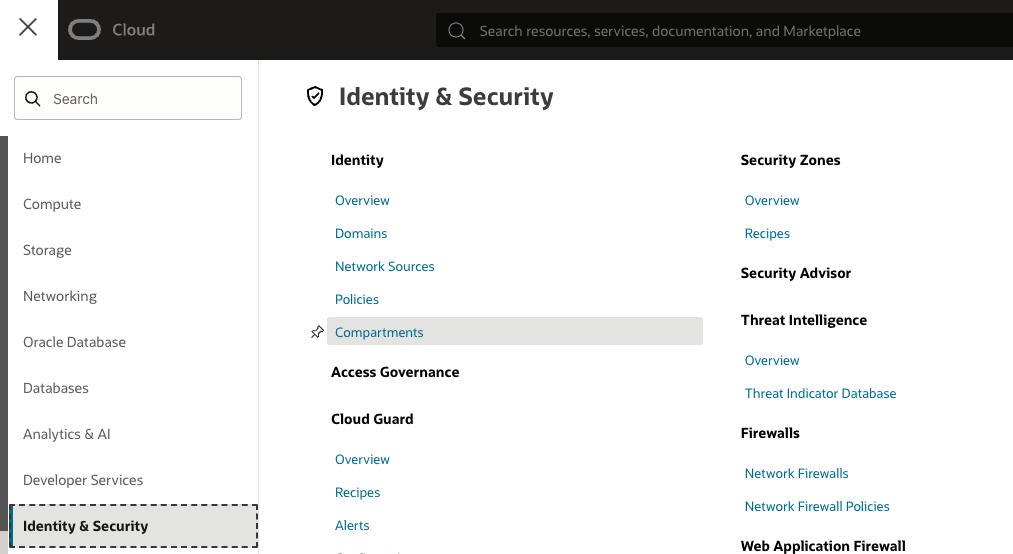 Cloud
Search resources, services, documentation, and Marketplace
Search
Home
Compute
Storage
Networking
Oracle Database
Databases
Analytics & AI
Developer Services
Identity & Security
Identity & Security
Identity
Overview
Domains
Network Sources
Policies
Compartments
Access Governance
Cloud Guard
Overview
Recipes
Alerts
Security Zones
Overview
Recipes
Security Advisor
Threat Intelligence
Overview
Threat Indicator Database
Firewalls
Network Firewalls
Network Firewall Policies
Web Application Firewall